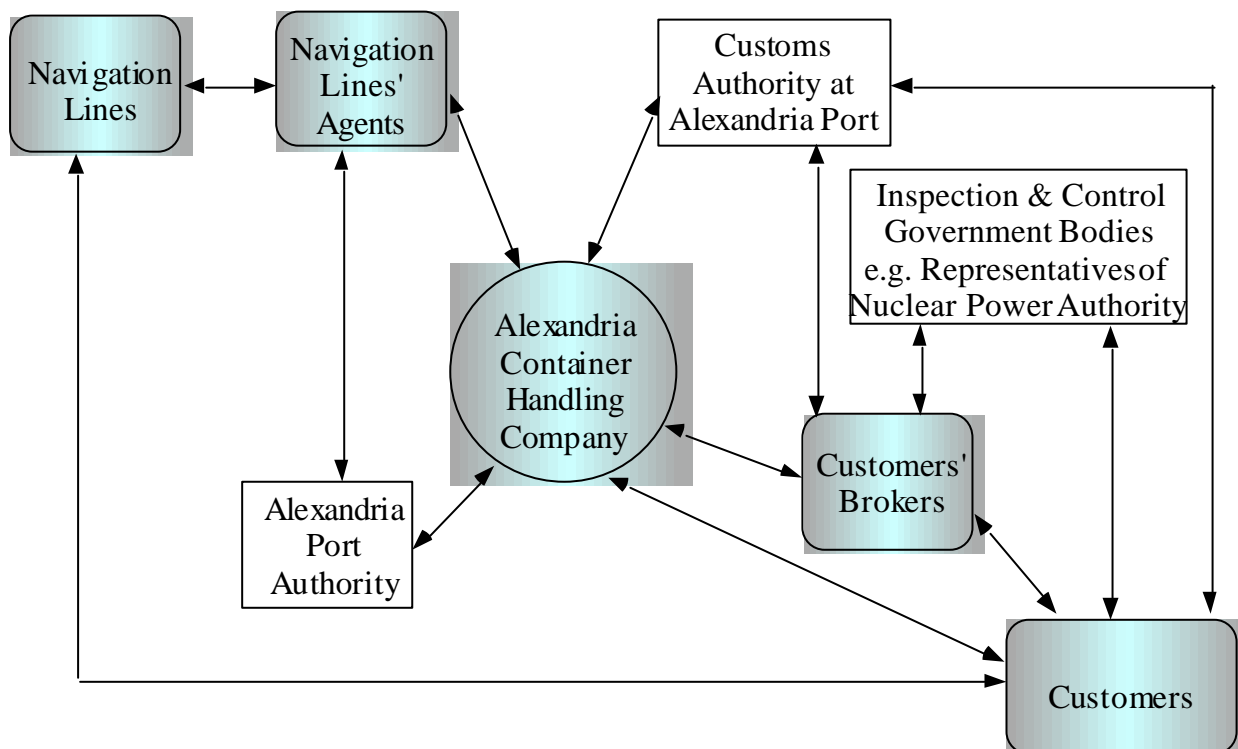 Navigation
Lines
Navigation
Lines'
Agents
Customs
Authority at
Alexandria Port
Inspection & Control
Government Bodies
e.g. Representatives of
Nuclear Power Authority
Alexandria
Container
Handling
Company
Customers'
Brokers
Alexandria
Port
Authority
Customers